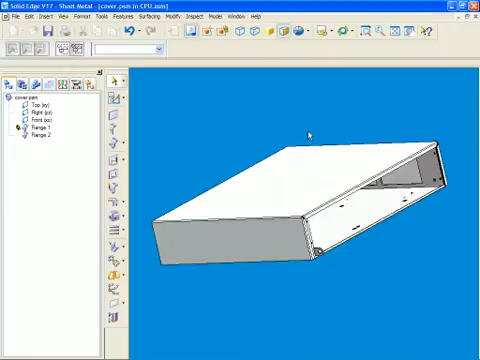 Solid Edge V17 - Sheet Metal - [cover.psm in CPU.asm]
File Edit View Insert Format Tools Features Surfacing Modify Inspect Model Window Help
cover.psm
Top (xy)
Right (yz)
Front (xz)
Flange 1
Flange 2